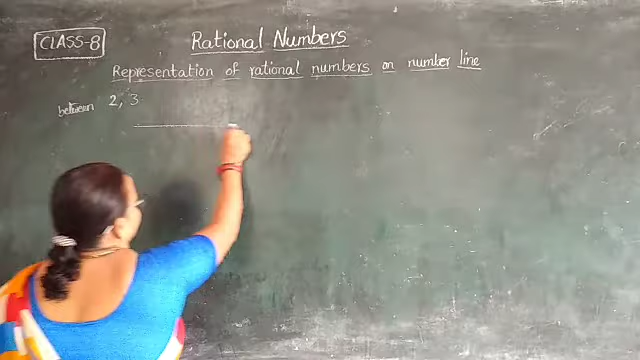 CLASS-8
Rational Numbers
Representation of rational numbers on number line
between 2, 3